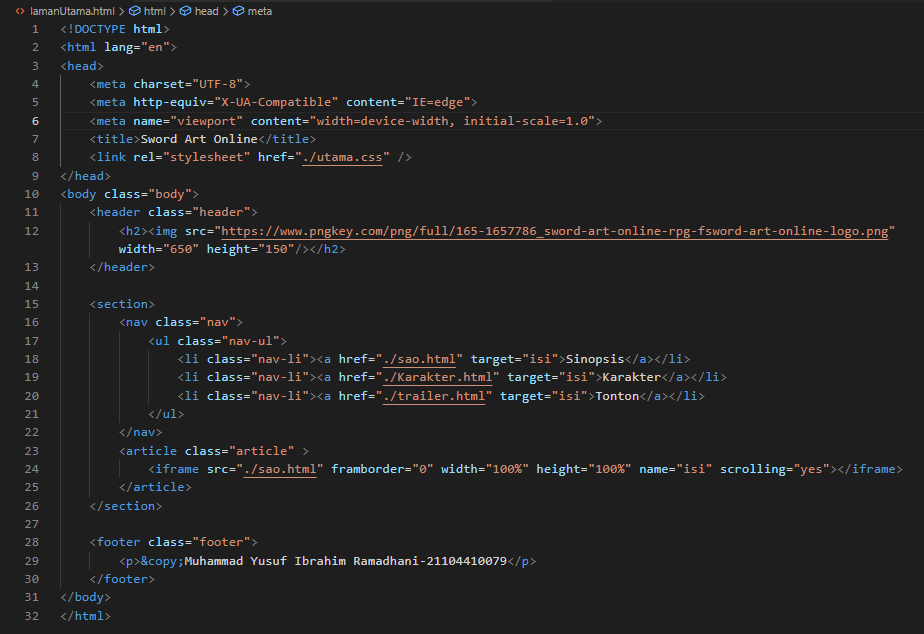 lamanUtama.html > html > head > meta
1 <!DOCTYPE html>
2 <html lang="en">
3 <head>
4 <meta charset="UTF-8">
5 <meta http-equiv="X-UA-Compatible" content="IE=edge">
6 <meta name="viewport" content="width=device-width, initial-scale=1.0">
7 <title>Sword Art Online</title>
8 <link rel="stylesheet" href="./utama.css" />
9 </head>
10 <body class="body">
11 <header class="header">
12 <h2><img src="https://www.pngkey.com/png/full/165-1657786_sword-art-online-rpg-fsword-art-online-logo.png"
width="650" height="150"/></h2>
13 </header>
14
15 <section>
16 <nav class="nav">
17 <ul class="nav-ul">
18 <li class="nav-li"><a href="./sao.html" target="isi">Sinopsis</a></li>
19 <li class="nav-li"><a href="./Karakter.html" target="isi">Karakter</a></li>
20 <li class="nav-li"><a href="./trailer.html" target="isi">Tonton</a></li>
21 </ul>
22 </nav>
23 <article class="article" >
24 <iframe src="./sao.html" framborder="0" width="100%" height="100%" name="isi" scrolling="yes"></iframe>
25 </article>
26 </section>
27
28 <footer class="footer">
29 <p>&copy;Muhammad Yusuf Ibrahim Ramadhani-21104410079</p>
30 </footer>
31 </body>
32 </html>